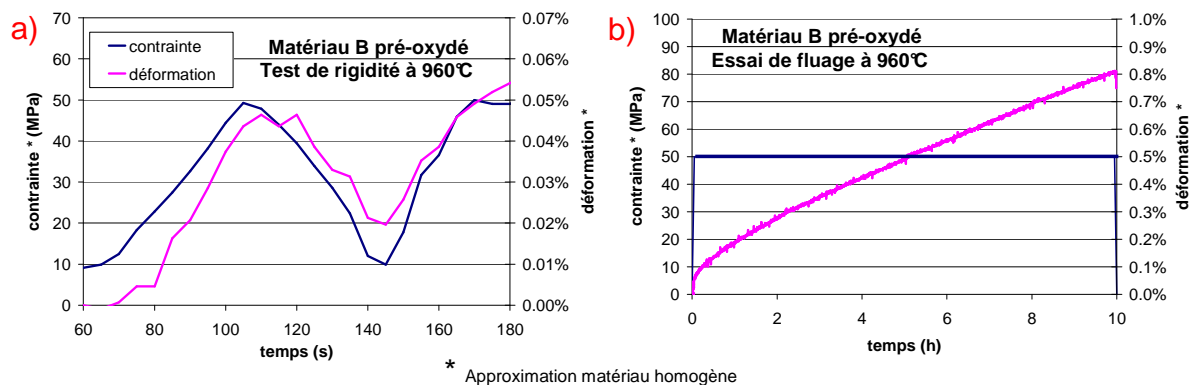 a)
contrainte
déformation
Matériau B pré-oxydé
Test de rigidité à 960°C
contrainte * (MPa)
70
60
50
40
30
20
10
0
0.07%
0.06%
0.05%
0.04%
0.03%
0.02%
0.01%
0.00%
déformation *
60 80 100 120 140 160 180
temps (s)
b)
Matériau B pré-oxydé
Essai de fluage à 960°C
contrainte * (MPa)
100
90
80
70
60
50
40
30
20
10
0
1.0%
0.9%
0.8%
0.7%
0.6%
0.5%
0.4%
0.3%
0.2%
0.1%
0.0%
déformation *
0 2 4 6 8 10
temps (h)
* Approximation matériau homogène